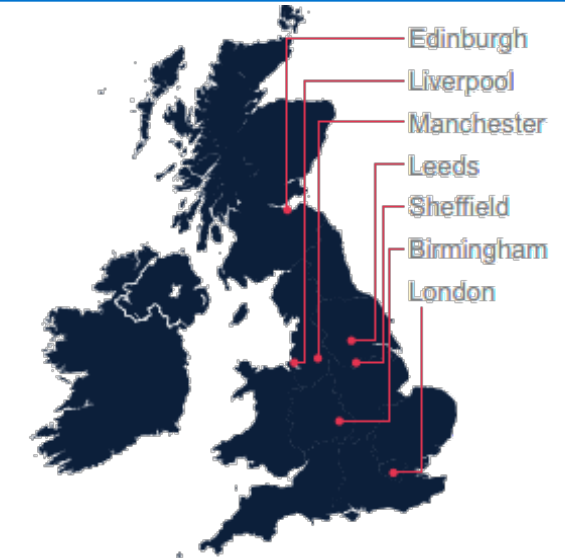 Edinburgh
Liverpool
Manchester
Leeds
Sheffield
Birmingham
London